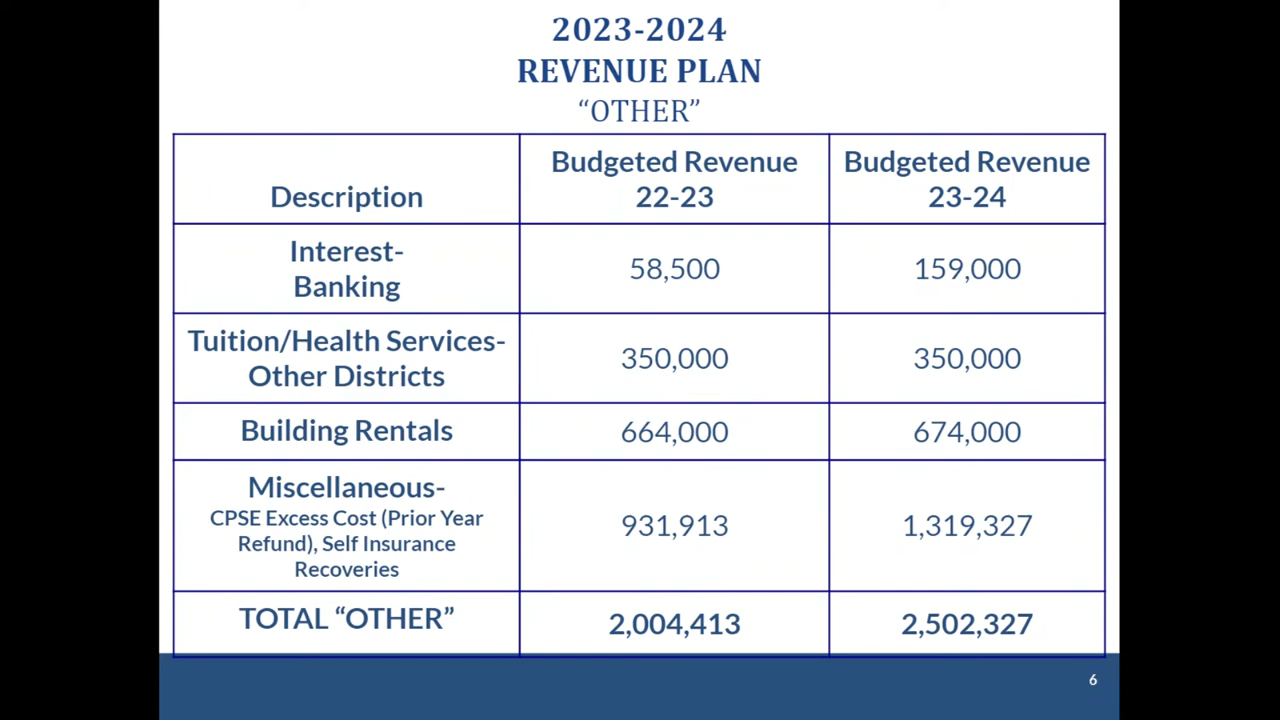 2023-2024
REVENUE PLAN
“OTHER”
Description
Budgeted Revenue
22-23
Budgeted Revenue
23-24
Interest-
Banking
58,500
159,000
Tuition/Health Services-
Other Districts
350,000
350,000
Building Rentals
664,000
674,000
Miscellaneous-
CPSE Excess Cost (Prior Year
Refund), Self Insurance
Recoveries
931,913
1,319,327
TOTAL “OTHER”
2,004,413
2,502,327
6